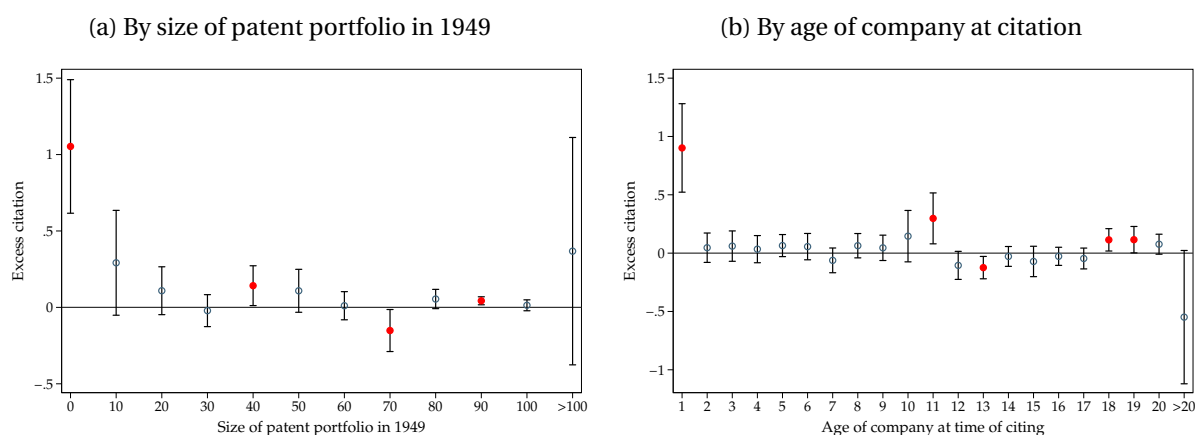 (a) By size of patent portfolio in 1949
1.5
1
.5
0
−.5
Excess citation
0 10 20 30 40 50 60 70 80 90 100 >100
Size of patent portfolio in 1949
(b) By age of company at citation
1.5
1
.5
0
−.5
−1
Excess citation
1 2 3 4 5 6 7 8 9 10 11 12 13 14 15 16 17 18 19 20 >20
Age of company at time of citing